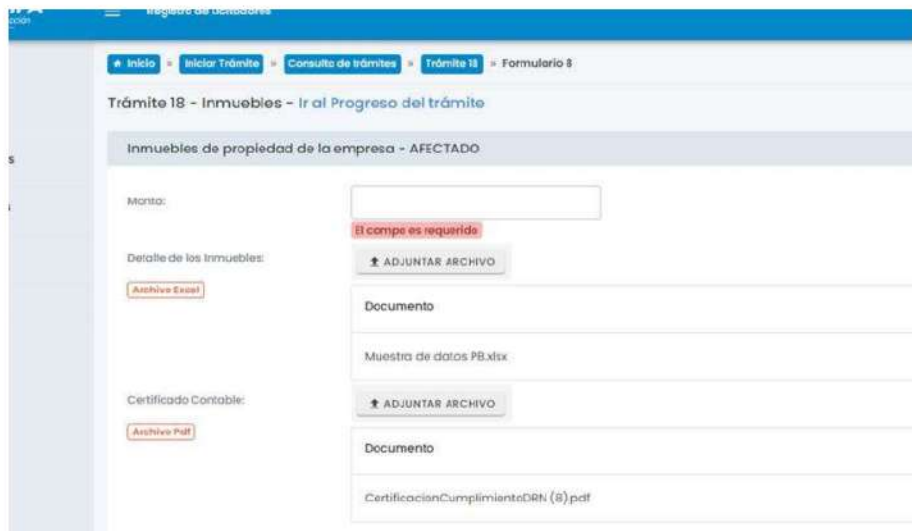 Registro de Licitadores
Inicio » Iniciar Trámite » Consulta de trámites » Trámite 18 » Formulario 8
Trámite 18 - Inmuebles - Ir al Progreso del trámite
Inmuebles de propiedad de la empresa - AFECTADO
Monto:
El campo es requerido
Detalle de los Inmuebles:
ADJUNTAR ARCHIVO
Archivo Excel
Documento
Muestra de datos PB.xlsx
Certificado Contable:
ADJUNTAR ARCHIVO
Archivo Pdf
Documento
CertificacionCumplimientoDRN (8).pdf